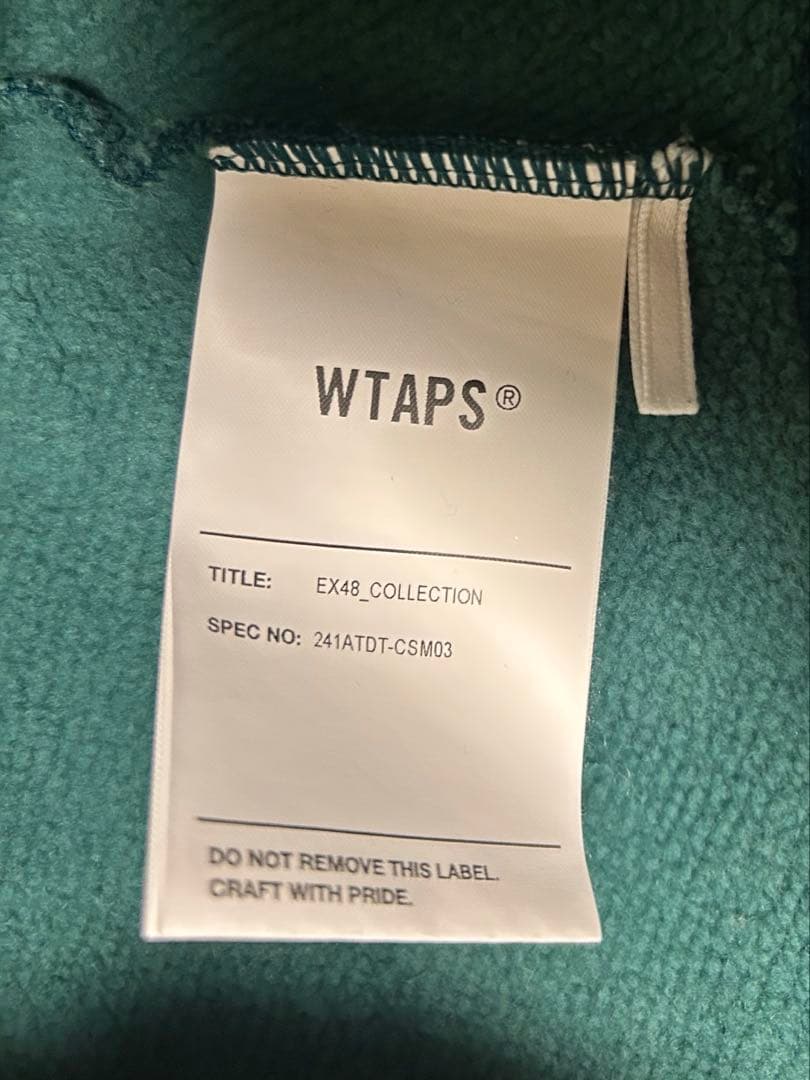 WTAPS®
TITLE: EX48_COLLECTION
SPEC NO: 241ATDT-CSM03
DO NOT REMOVE THIS LABEL.
CRAFT WITH PRIDE.